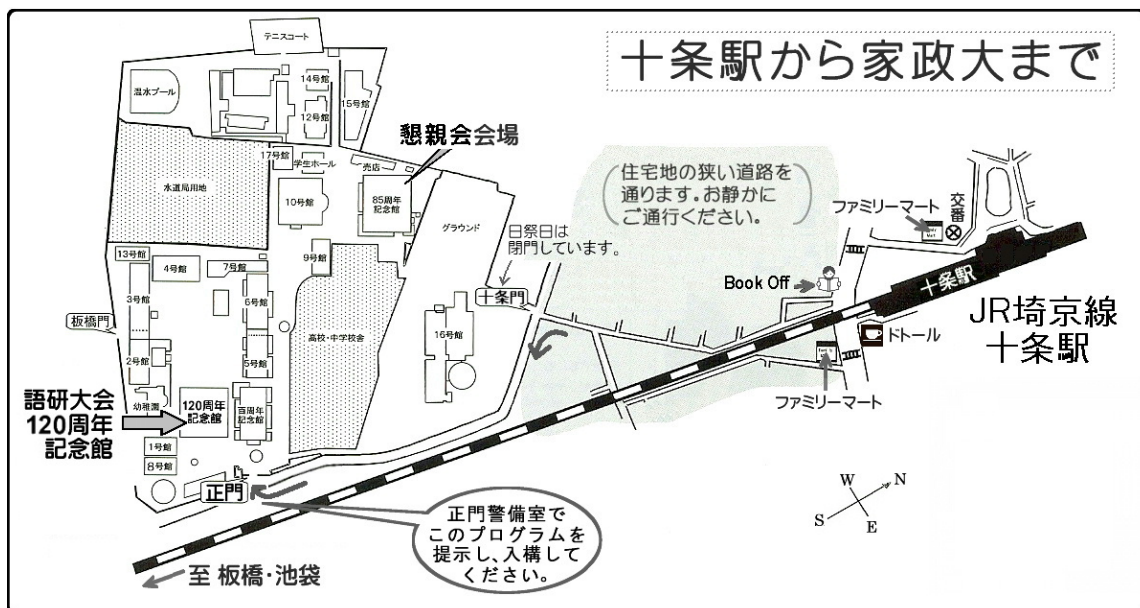 十条駅から家政大まで
テニスコート
温水プール
14号館
12号館
15号館
懇親会会場
17号館
学生ホール
売店
水道局用地
10号館
85周年
記念館
グラウンド
住宅地の狭い道路を
通ります。お静かに
ご通行ください。
ファミリーマート
交番
日祭日は
閉門しています。
13号館
4号館
7号館
9号館
Book Off
十条駅
JR埼京線
十条駅
3号館
6号館
十条門
板橋門
16号館
高校・中学校舎
ドトール
2号館
5号館
ファミリーマート
語研大会
120周年
記念館
幼稚園
120周年
記念館
百周年
記念館
1号館
8号館
正門
W
N
S
E
正門警備室で
このプログラムを
提示し、入構して
ください。
至 板橋・池袋